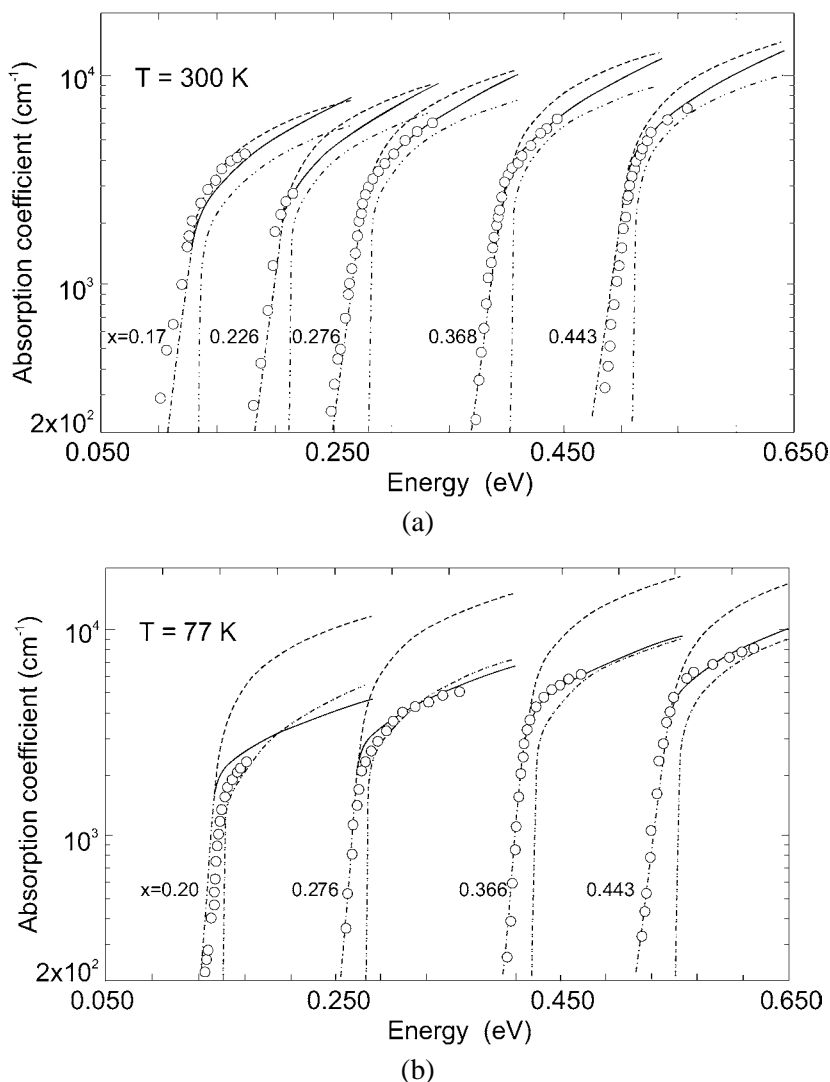 10⁴
T = 300 K
Absorption coefficient (cm⁻¹)
10³
x=0.17 0.226 0.276 0.368 0.443
2x10²
0.050 0.250 0.450 0.650
Energy (eV)
(a)
10⁴
T = 77 K
Absorption coefficient (cm⁻¹)
10³
x=0.20 0.276 0.366 0.443
2x10²
0.050 0.250 0.450 0.650
Energy (eV)
(b)